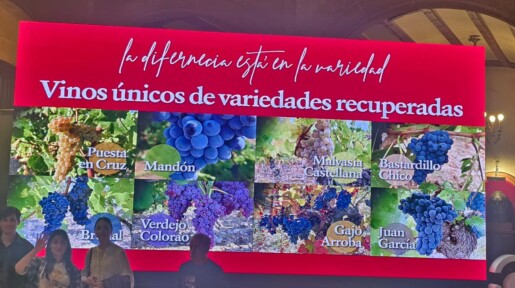 la difernecia está en la variedad
Vinos únicos de variedades recuperadas
Puesta
en Cruz
Mandón
Malvasía
Castellana
Bastardillo
Chico
Verdejo
Colorao
Gajo
Arroba
Juan
García